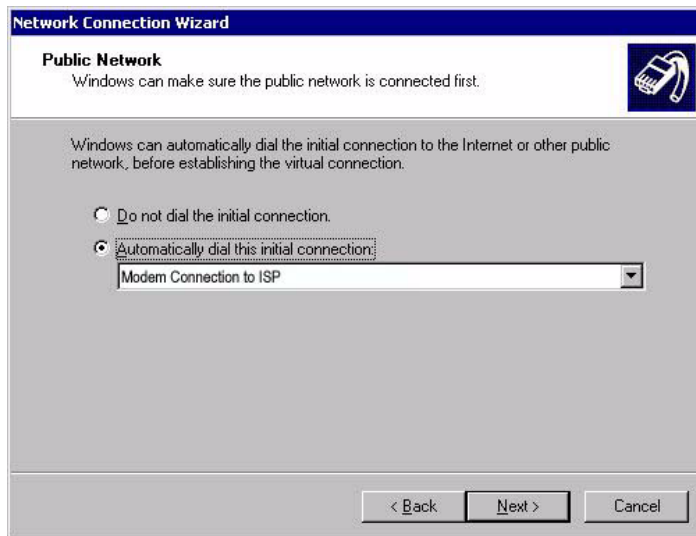 Network Connection Wizard
Public Network
Windows can make sure the public network is connected first.
Windows can automatically dial the initial connection to the Internet or other public
network, before establishing the virtual connection.
Do not dial the initial connection.
Automatically dial this initial connection:
Modem Connection to ISP
< Back Next > Cancel